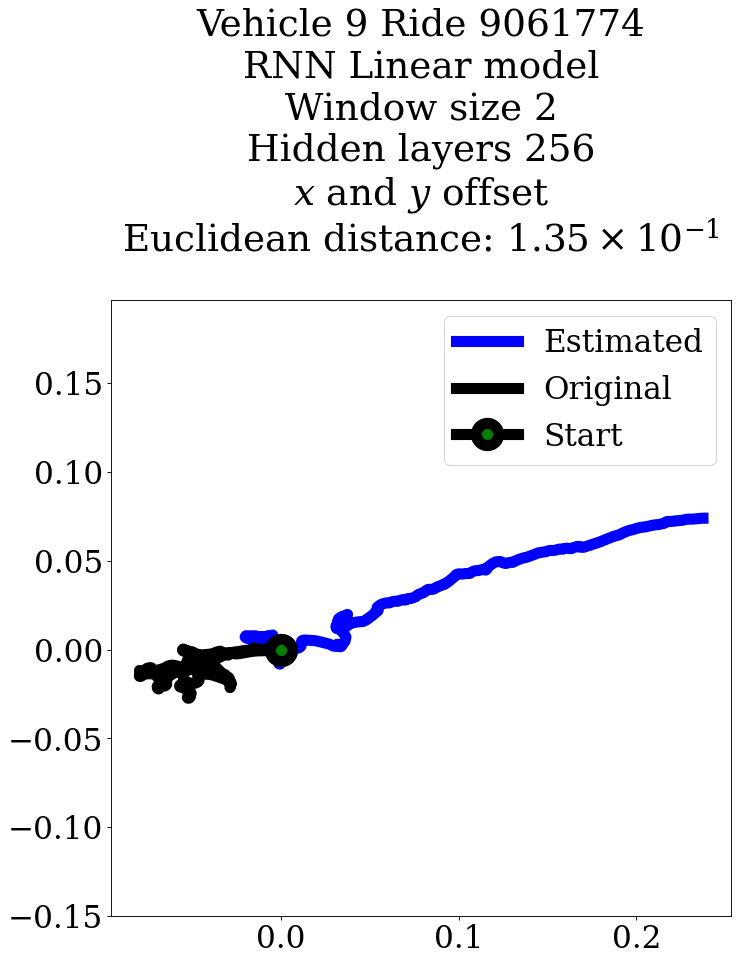 Vehicle 9 Ride 9061774
RNN Linear model
Window size 2
Hidden layers 256
x and y offset
Euclidean distance: 1.35 × 10⁻¹
Estimated
Original
Start
0.15
0.10
0.05
0.00
−0.05
−0.10
−0.15
0.0 0.1 0.2